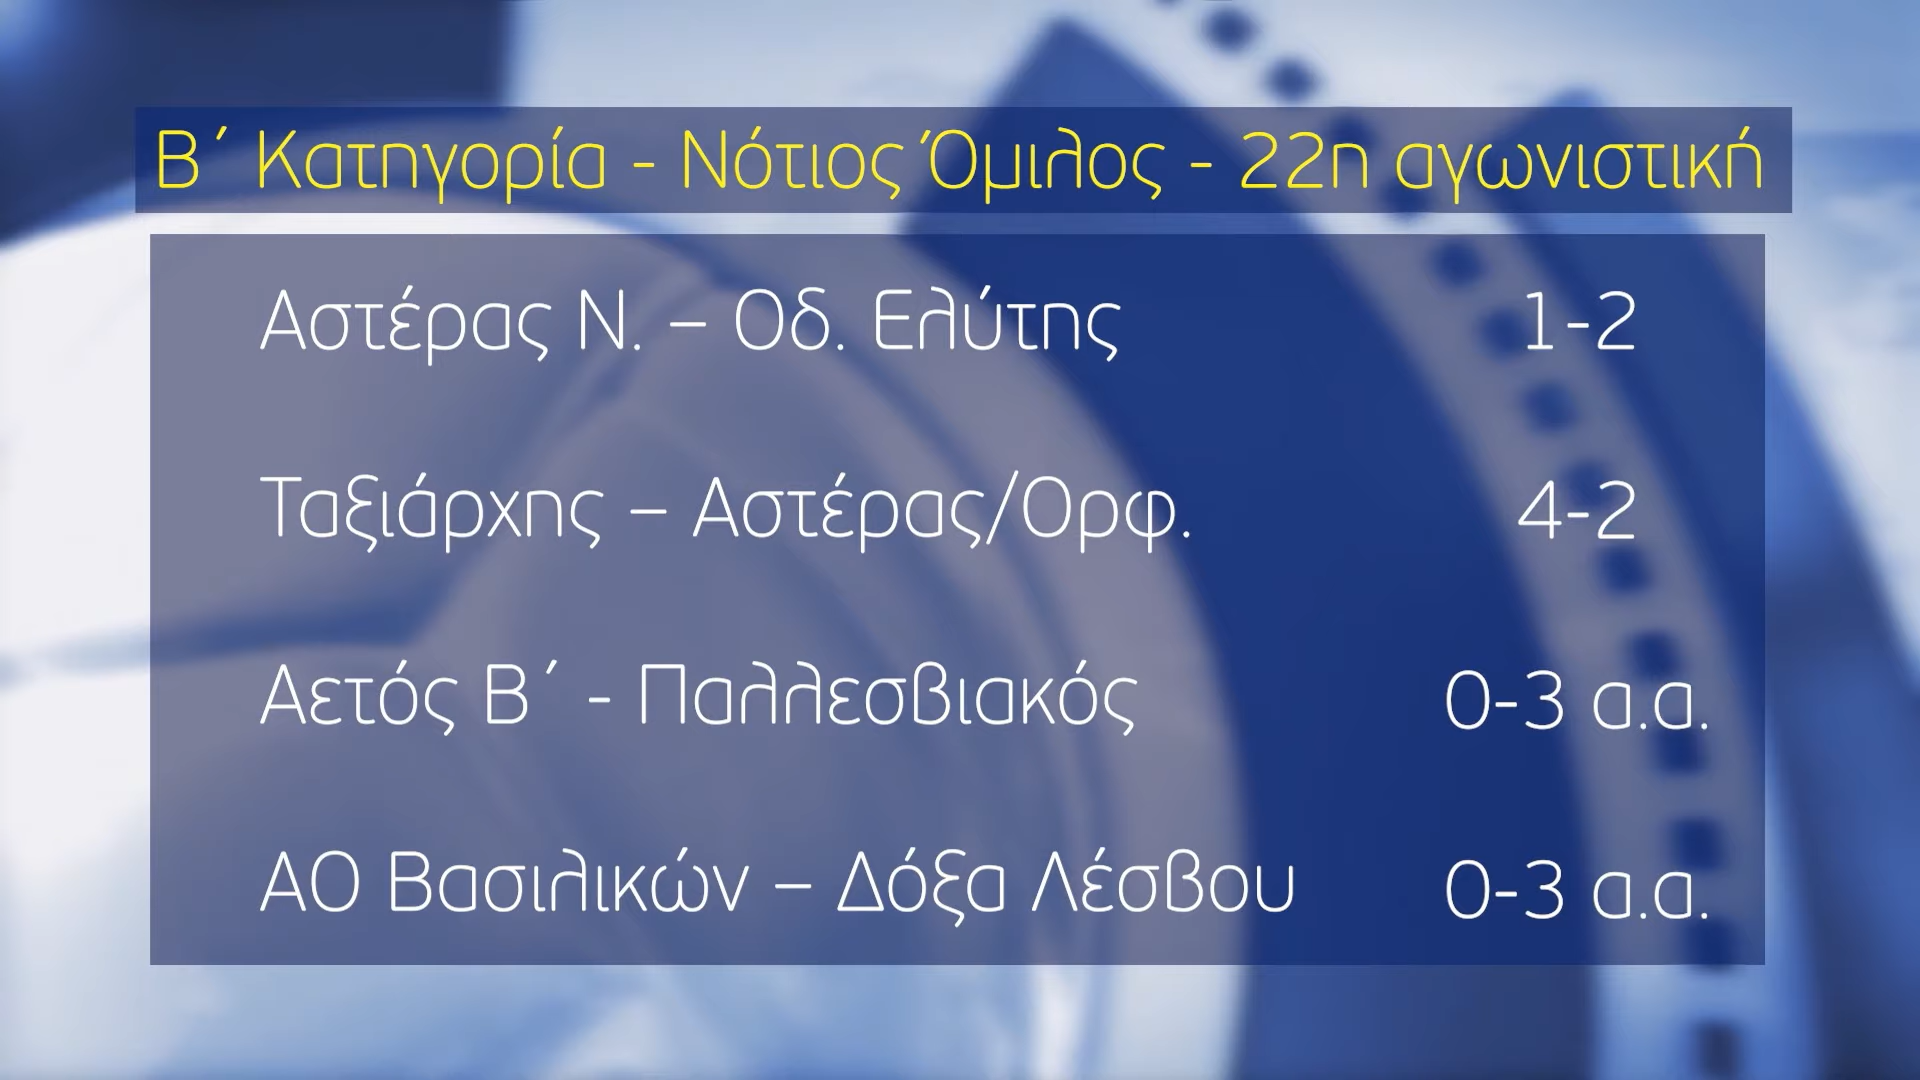 Β΄ Κατηγορία - Νότιος Όμιλος - 22η αγωνιστική
Αστέρας Ν. – Οδ. Ελύτης 1-2
Ταξιάρχης – Αστέρας/Ορφ. 4-2
Αετός Β΄ - Παλλεσβιακός 0-3 α.α.
ΑΟ Βασιλικών – Δόξα Λέσβου 0-3 α.α.